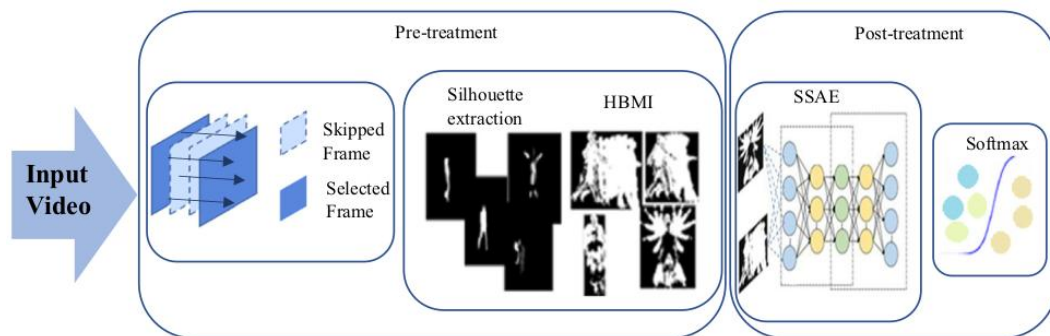 Pre-treatment
Post-treatment
Input
Video
Skipped
Frame
Selected
Frame
Silhouette
extraction
HBMI
SSAE
Softmax